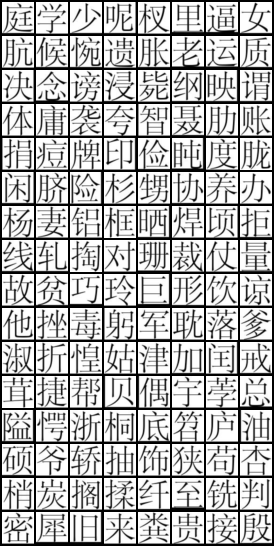 庭学少呢杈里逼女
肮候惋遗胀老运质
决念谤浸毙纲映谓
体庸袭夸智聂肋账
捐痘牌印俭盹度胧
闲脐险杉甥协养办
杨妻铝框晒焊顷拒
线轧掏对珊裁仗量
故贫巧玲巨形饮谅
他挫毒躬军耽落爹
淑折惶姑津加闰戒
茸捷帮贝偶宁荸总
隘愕浙桐底笤庐油
硕爷轿抽饰狭苟杏
梢炭搁揉纤至铣判
密犀旧来粪贵接殷